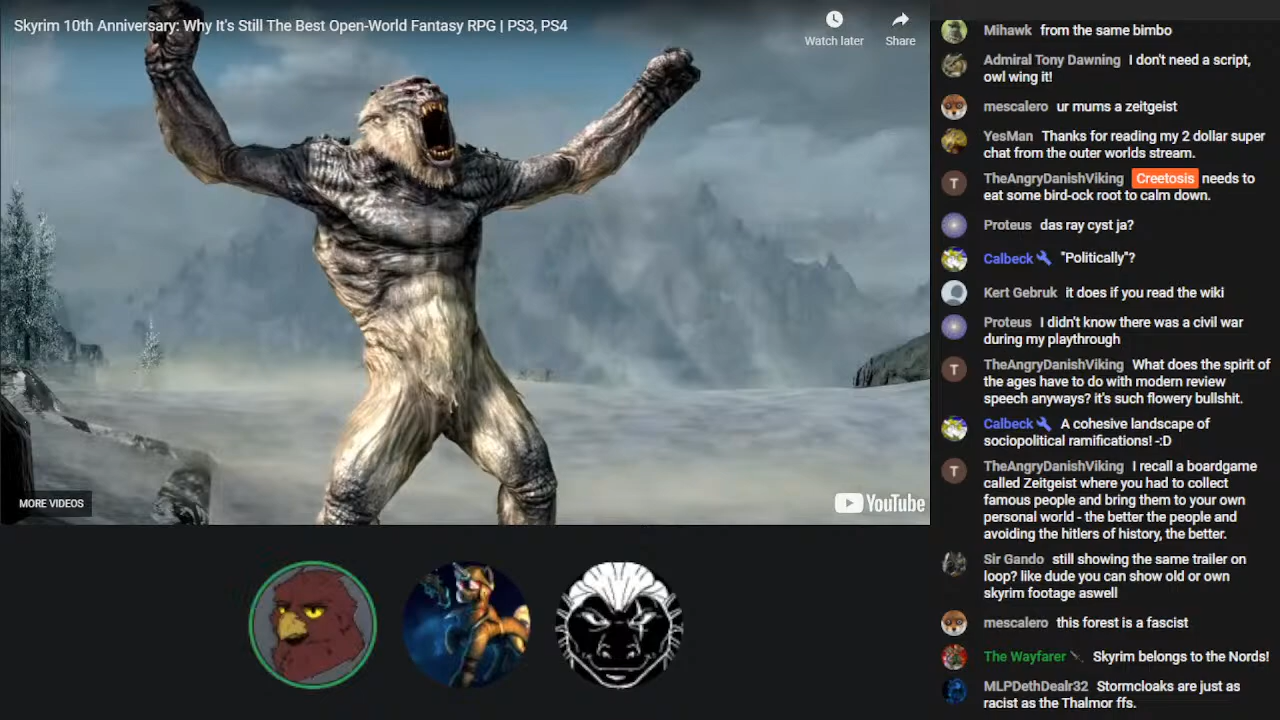 Skyrim 10th Anniversary: Why It's Still The Best Open-World Fantasy RPG | PS3, PS4
Watch later
Share
MORE VIDEOS
YouTube
Mihawk from the same bimbo
Admiral Tony Dawning I don't need a script,
owl wing it!
mescalero ur mums a zeitgeist
YesMan Thanks for reading my 2 dollar super
chat from the outer worlds stream.
T
TheAngryDanishViking Creetosis needs to
eat some bird-ock root to calm down.
Proteus das ray cyst ja?
Calbeck "Politically"?
Kert Gebruk it does if you read the wiki
Proteus I didn't know there was a civil war
during my playthrough
T
TheAngryDanishViking What does the spirit of
the ages have to do with modern review
speech anyways? it's such flowery bullshit.
Calbeck A cohesive landscape of
sociopolitical ramifications! -:D
T
TheAngryDanishViking I recall a boardgame
called Zeitgeist where you had to collect
famous people and bring them to your own
personal world - the better the people and
avoiding the hitlers of history, the better.
Sir Gando still showing the same trailer on
loop? like dude you can show old or own
skyrim footage aswell
mescalero this forest is a fascist
The Wayfarer Skyrim belongs to the Nords!
MLPDethDealr32 Stormcloaks are just as
racist as the Thalmor ffs.